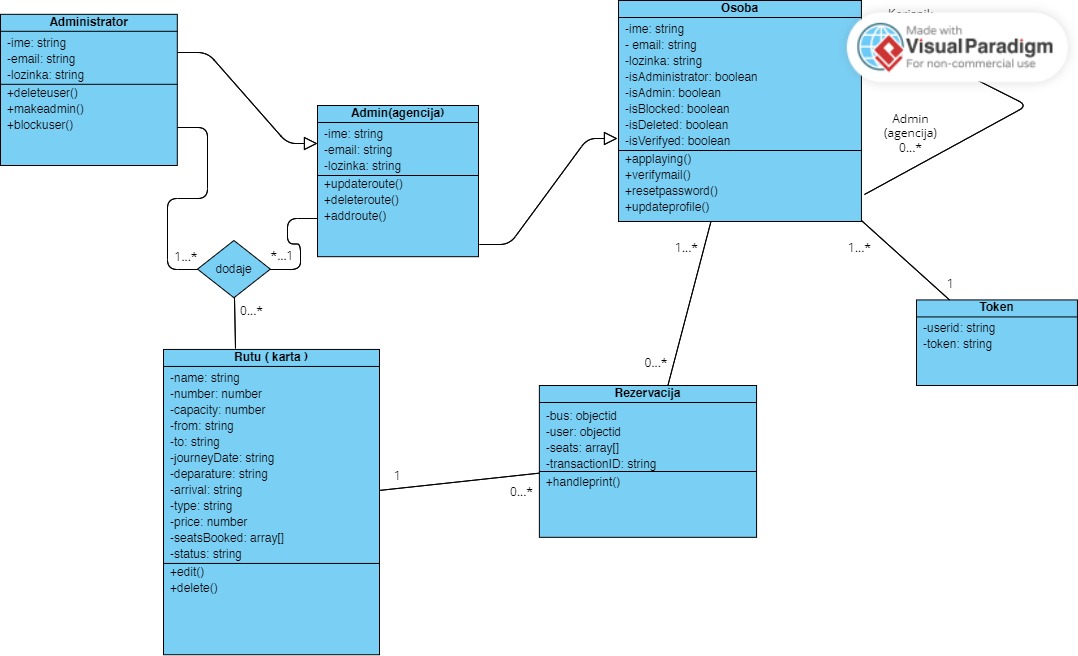 Administrator
-ime: string
-email: string
-lozinka: string
+deleteuser()
+makeadmin()
+blockuser()
Admin(agencija)
-ime: string
-email: string
-lozinka: string
+updateroute()
+deleteroute()
+addroute()
Osoba
-ime: string
- email: string
-lozinka: string
-isAdministrator: boolean
-isAdmin: boolean
-isBlocked: boolean
-isDeleted: boolean
-isVerifyed: boolean
+applaying()
+verifymail()
+resetpassword()
+updateprofile()
Made with
Visual Paradigm
For non-commercial use
Admin
(agencija)
0...*
1...*
*...1
dodaje
0...*
1...*
0...*
1...*
1
Token
-userid: string
-token: string
Rutu ( karta )
-name: string
-number: number
-capacity: number
-from: string
-to: string
-journeyDate: string
-deparature: string
-arrival: string
-type: string
-price: number
-seatsBooked: array[]
-status: string
+edit()
+delete()
1
0...*
Rezervacija
-bus: objectid
-user: objectid
-seats: array[]
-transactionID: string
+handleprint()